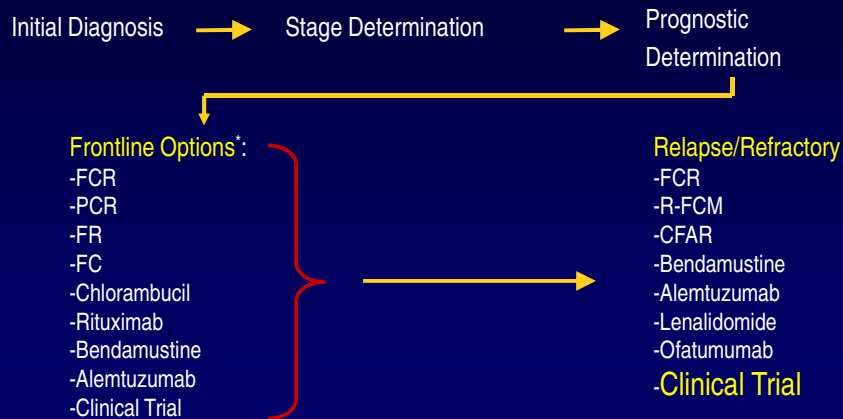 Initial Diagnosis
Stage Determination
Prognostic
Determination
Frontline Options*:
-FCR
-PCR
-FR
-FC
-Chlorambucil
-Rituximab
-Bendamustine
-Alemtuzumab
-Clinical Trial
Relapse/Refractory
-FCR
-R-FCM
-CFAR
-Bendamustine
-Alemtuzumab
-Lenalidomide
-Ofatumumab
-Clinical Trial